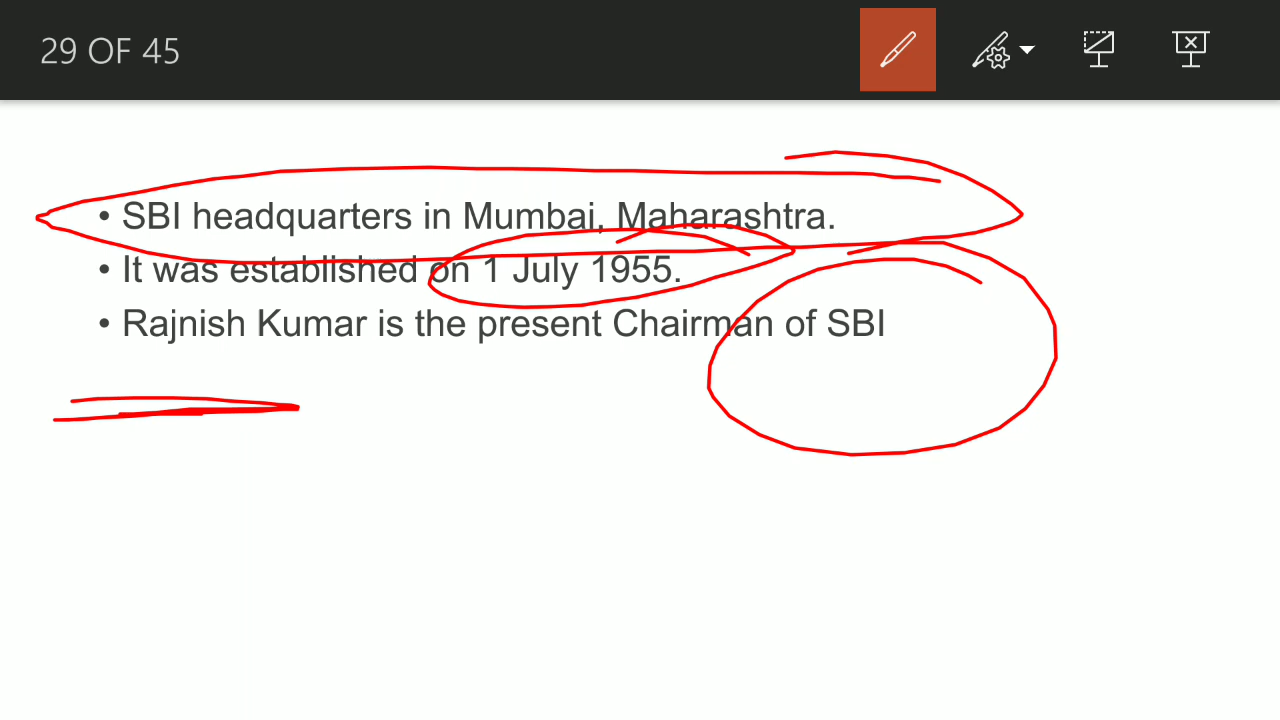 29 OF 45
• SBI headquarters in Mumbai, Maharashtra.
• It was established on 1 July 1955.
• Rajnish Kumar is the present Chairman of SBI